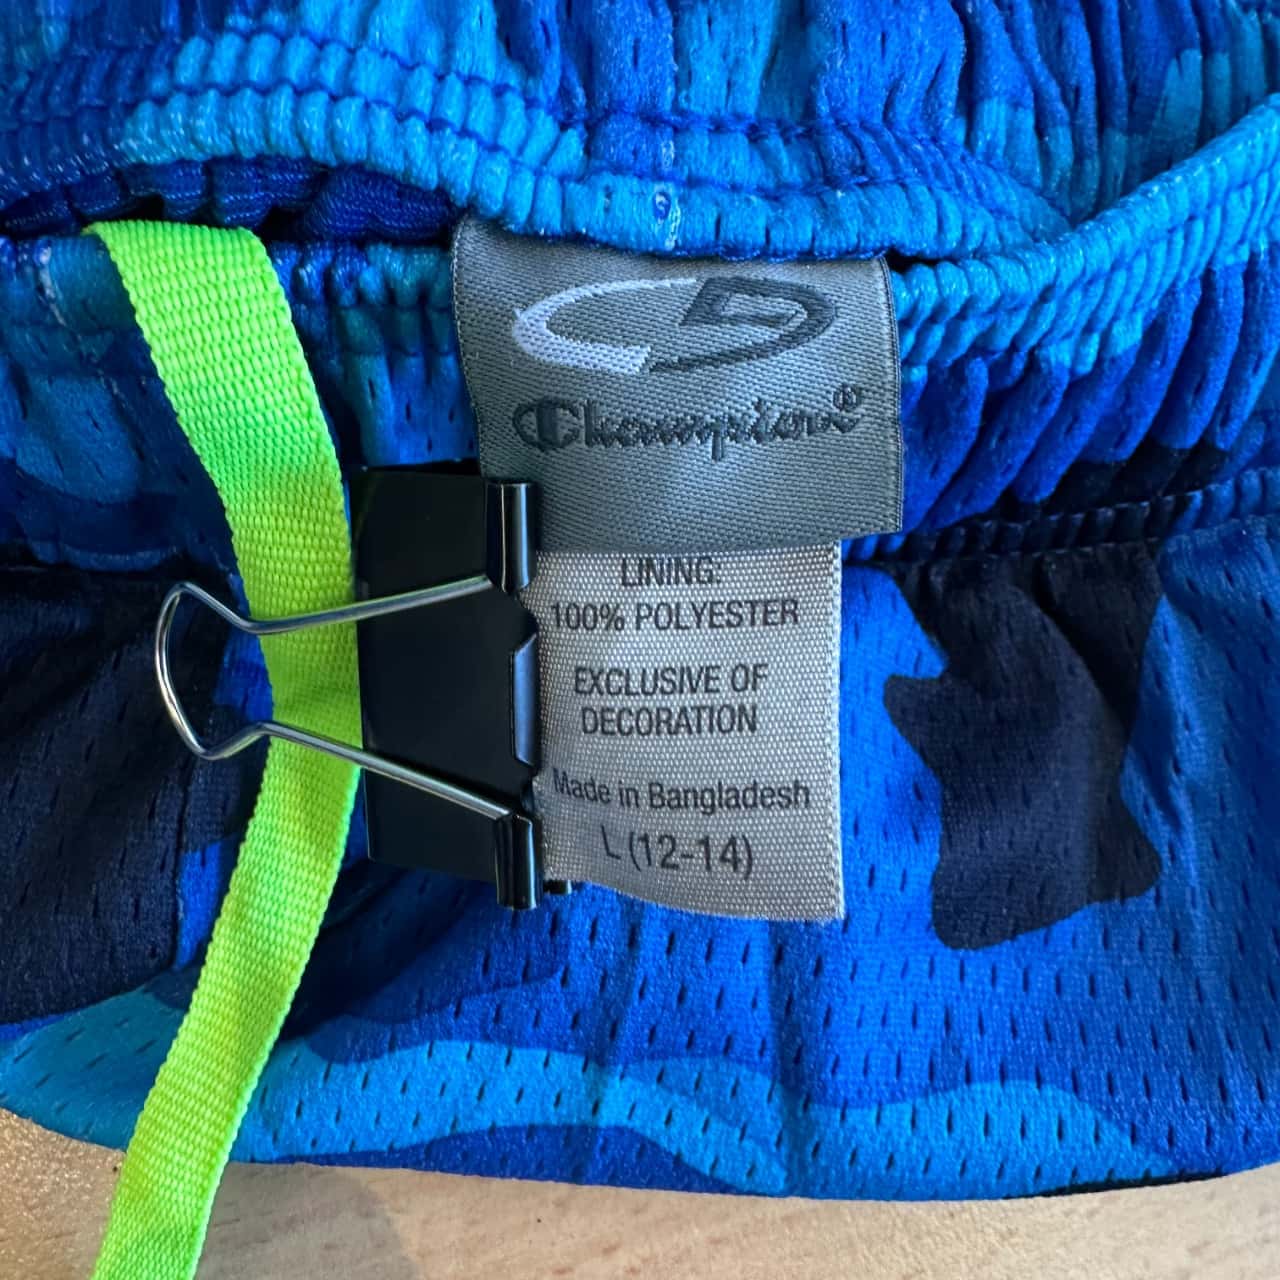 Champion®
LINING:
100% POLYESTER
EXCLUSIVE OF
DECORATION
Made in Bangladesh
L (12-14)